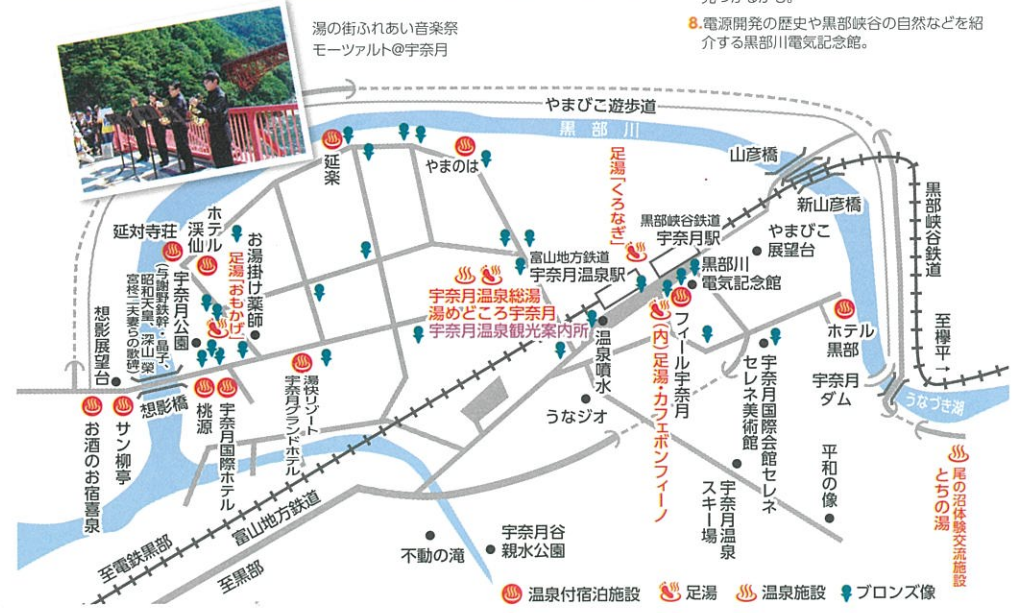 見つかるかも。
8.電源開発の歴史や黒部峡谷の自然などを紹
介する黒部川電気記念館。
湯の街ふれあい音楽祭
モーツァルト@宇奈月
やまびこ遊歩道
黒部川
延楽
やまのは
足湯「くろなぎ」
山彦橋
新山彦橋
黒部峡谷鉄道
黒部峡谷鉄道
宇奈月駅
やまびこ
展望台
富山地方鉄道
宇奈月温泉駅
黒部川
電気記念館
延対寺荘
ホテル
渓仙
お湯掛け薬師
足湯「おもかげ」
宇奈月公園
(与謝野鉄幹・晶子、
昭和天皇、深山一榮
宮柊二夫妻らの歌碑)
宇奈月温泉総湯
湯めどころ宇奈月
宇奈月温泉観光案内所
想影展望台
想影橋
お酒のお宿喜泉
サン柳亭
桃源
宇奈月国際ホテル
湯快リゾート
宇奈月グランドホテル
温泉噴水
うなジオ
フィール宇奈月
(内)足湯・カフェボンフィーノ
宇奈月国際会館セレネ
セレネ美術館
ホテル
黒部
宇奈月
ダム
至欅平→
うなづき湖
宇奈月温泉
スキー場
平和の像
尾の沼体験交流施設
とちの湯
富山地方鉄道
至電鉄黒部
至黒部
不動の滝
宇奈月谷
親水公園
温泉付宿泊施設
足湯
温泉施設
ブロンズ像